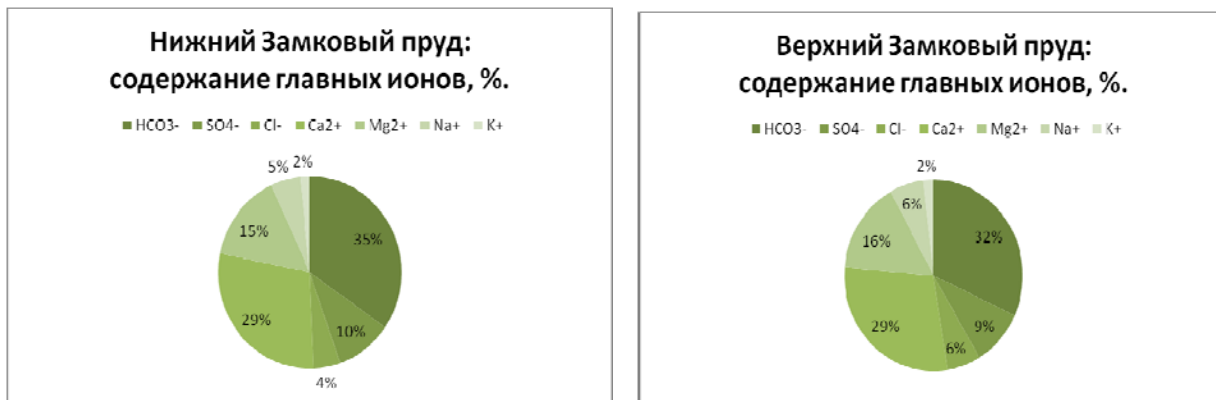 Нижний Замковый пруд:
содержание главных ионов, %.
HCO3- SO4- Cl- Ca2+ Mg2+ Na+ K+
5% 2%
15%
35%
29%
10%
4%
Верхний Замковый пруд:
содержание главных ионов, %.
HCO3- SO4- Cl- Ca2+ Mg2+ Na+ K+
2%
6%
16%
32%
29%
9%
6%